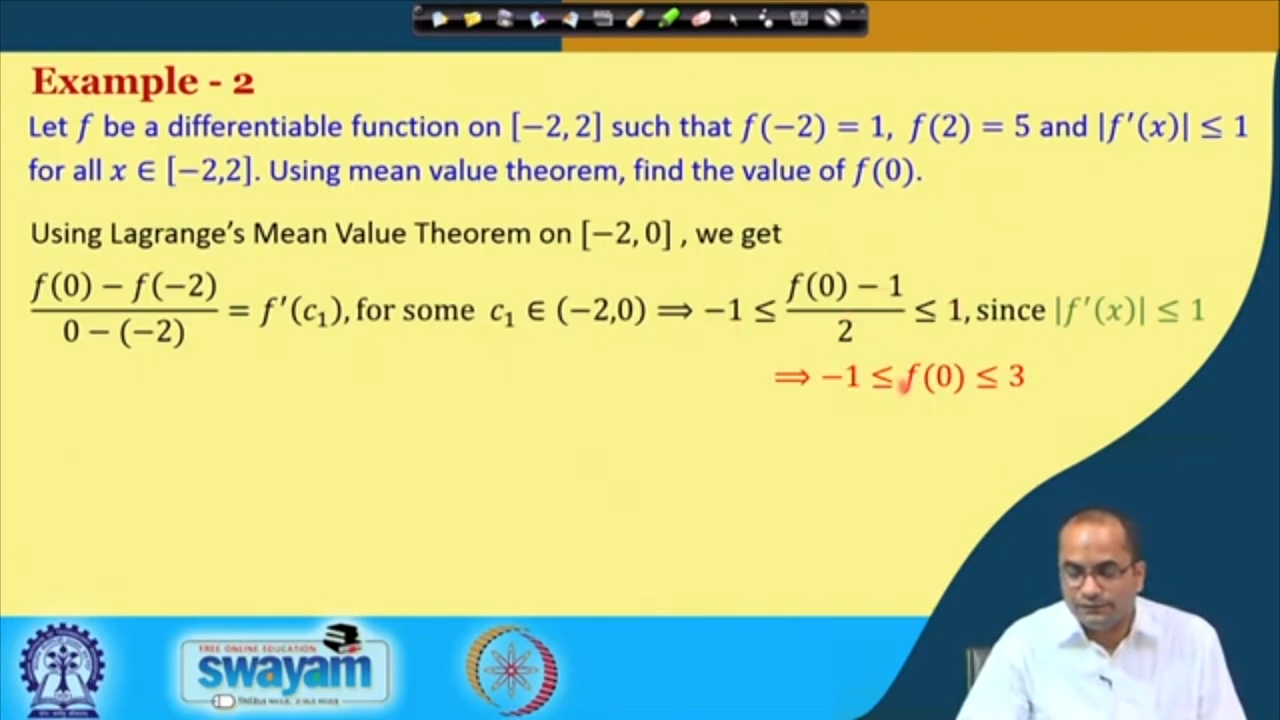 Example - 2
Let f be a differentiable function on [−2, 2] such that f(−2) = 1, f(2) = 5 and |f′(x)| ≤ 1
for all x ∈ [−2,2]. Using mean value theorem, find the value of f(0).
Using Lagrange's Mean Value Theorem on [−2, 0] , we get
(f(0) − f(−2))/(0 − (−2)) = f′(c₁), for some c₁ ∈ (−2,0) ⟹ −1 ≤ (f(0) − 1)/2 ≤ 1, since |f′(x)| ≤ 1
⟹ −1 ≤ f(0) ≤ 3
FREE ONLINE EDUCATION
swayam